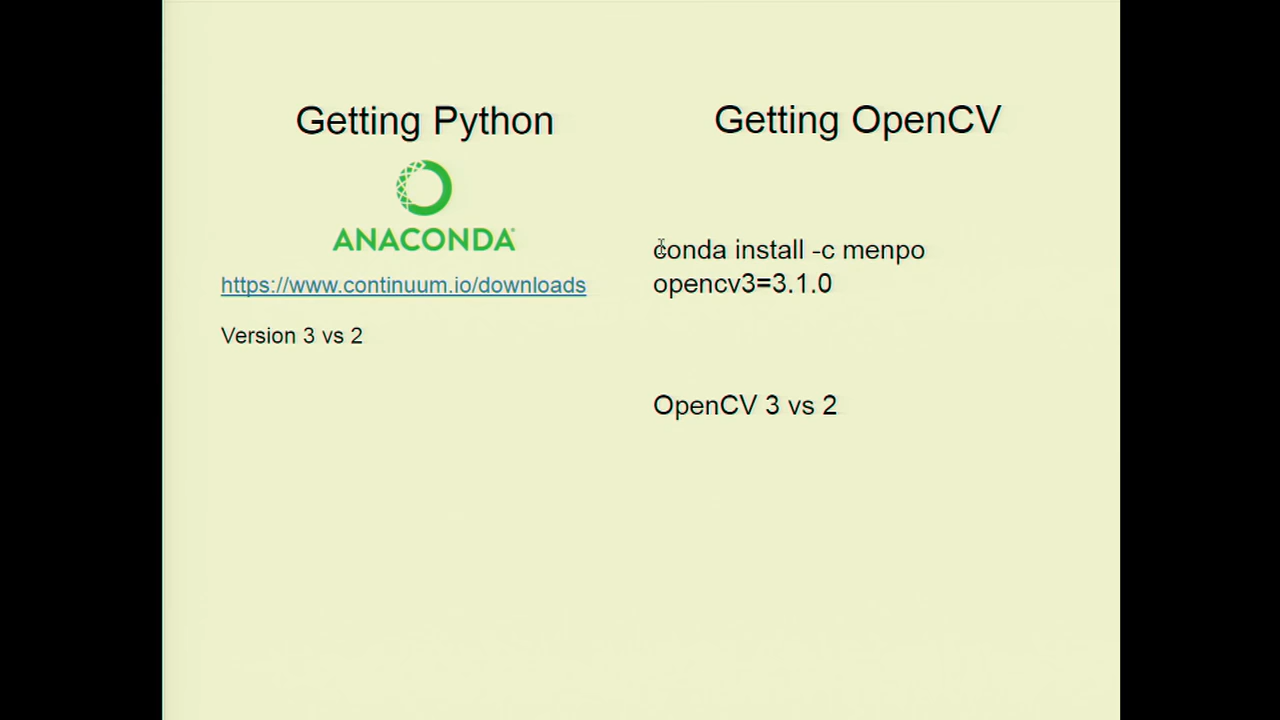 Getting Python
ANACONDA
https://www.continuum.io/downloads
Version 3 vs 2
Getting OpenCV
conda install -c menpo
opencv3=3.1.0
OpenCV 3 vs 2